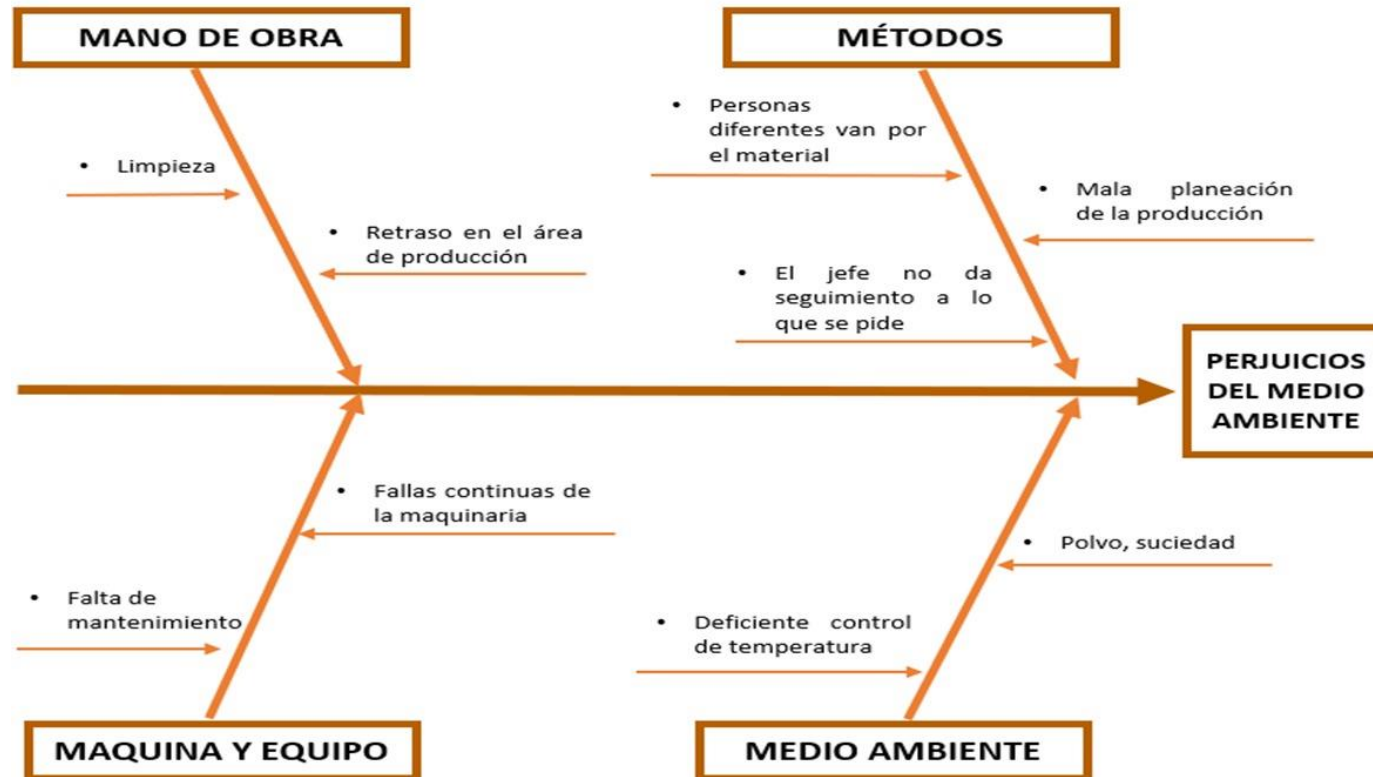 MANO DE OBRA
MÉTODOS
• Limpieza
• Retraso en el área
de producción
• Personas
diferentes van por
el material
• Mala planeación
de la producción
• El jefe no da
seguimiento a lo
que se pide
PERJUICIOS
DEL MEDIO
AMBIENTE
• Fallas continuas de
la maquinaria
• Falta de
mantenimiento
• Polvo, suciedad
• Deficiente control
de temperatura
MAQUINA Y EQUIPO
MEDIO AMBIENTE